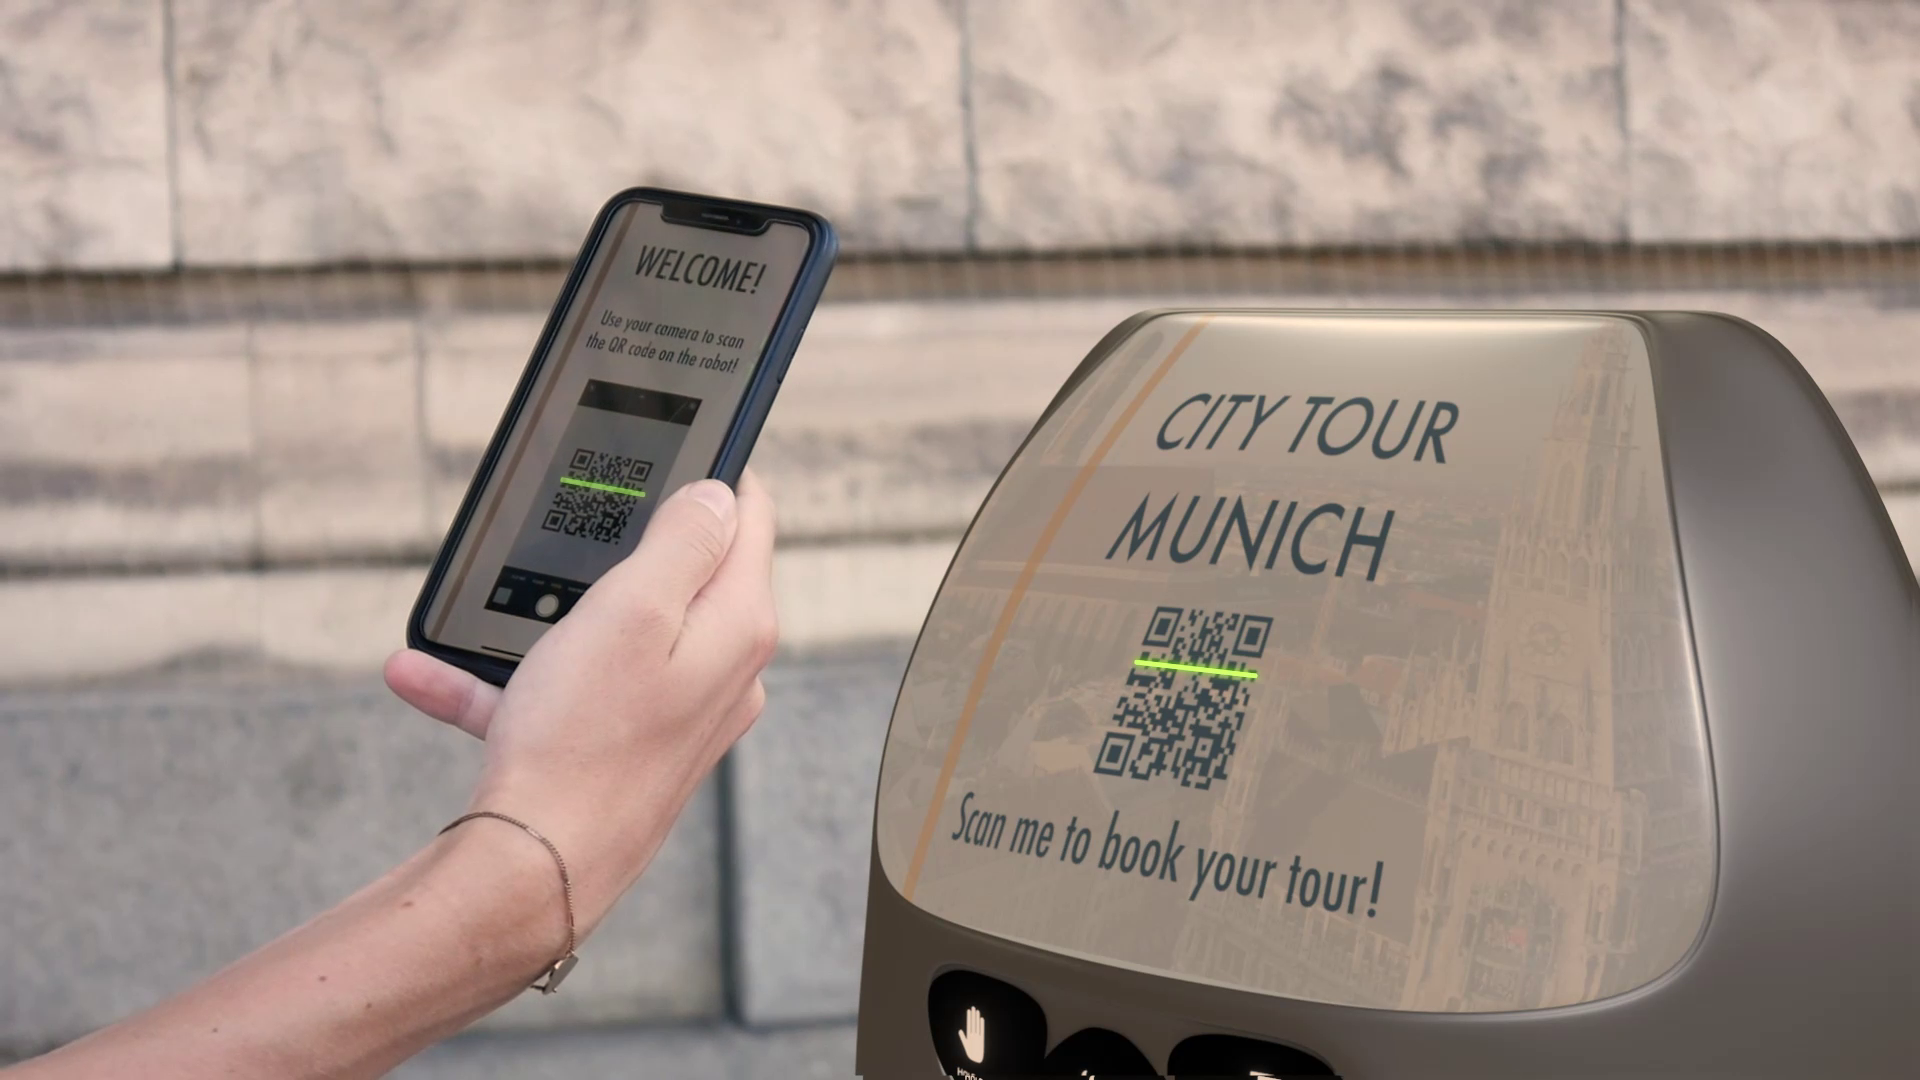 WELCOME!
Use your camera to scan
the QR code on the robot!
CITY TOUR
MUNICH
Scan me to book your tour!